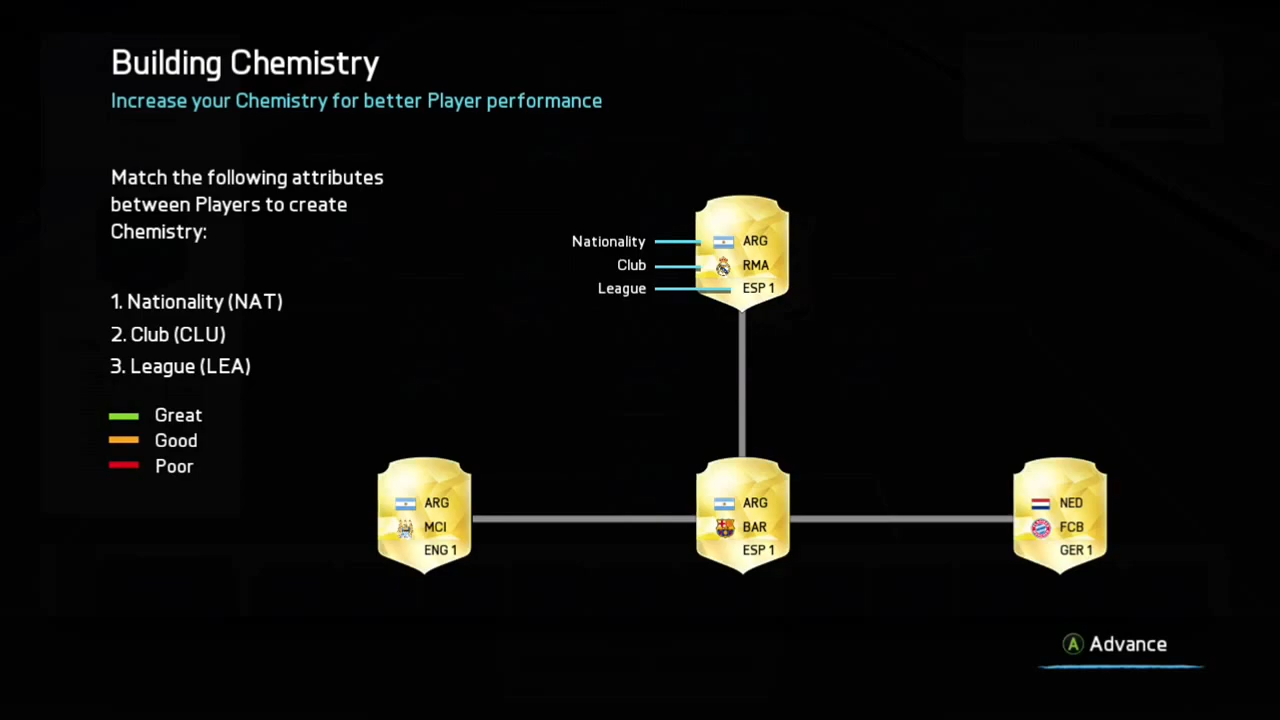 Building Chemistry
Increase your Chemistry for better Player performance
Match the following attributes
between Players to create
Chemistry:
1. Nationality (NAT)
2. Club (CLU)
3. League (LEA)
Great
Good
Poor
Nationality
Club
League
ARG
RMA
ESP 1
ARG
MCI
ENG 1
ARG
BAR
ESP 1
NED
FCB
GER 1
A Advance